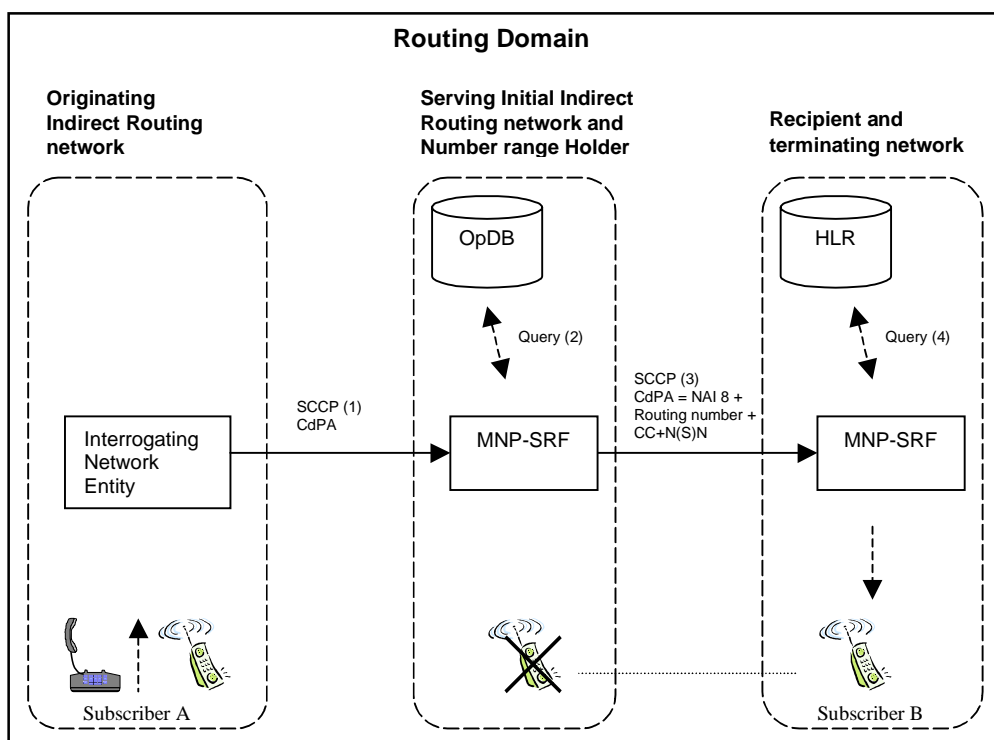 Routing Domain
Originating
Indirect Routing
network
Serving Initial Indirect
Routing network and
Number range Holder
Recipient and
terminating network
OpDB
HLR
Query (2)
Query (4)
SCCP (1)
CdPA
SCCP (3)
CdPA = NAI 8 +
Routing number +
CC+N(S)N
Interrogating
Network
Entity
MNP-SRF
MNP-SRF
Subscriber A
Subscriber B